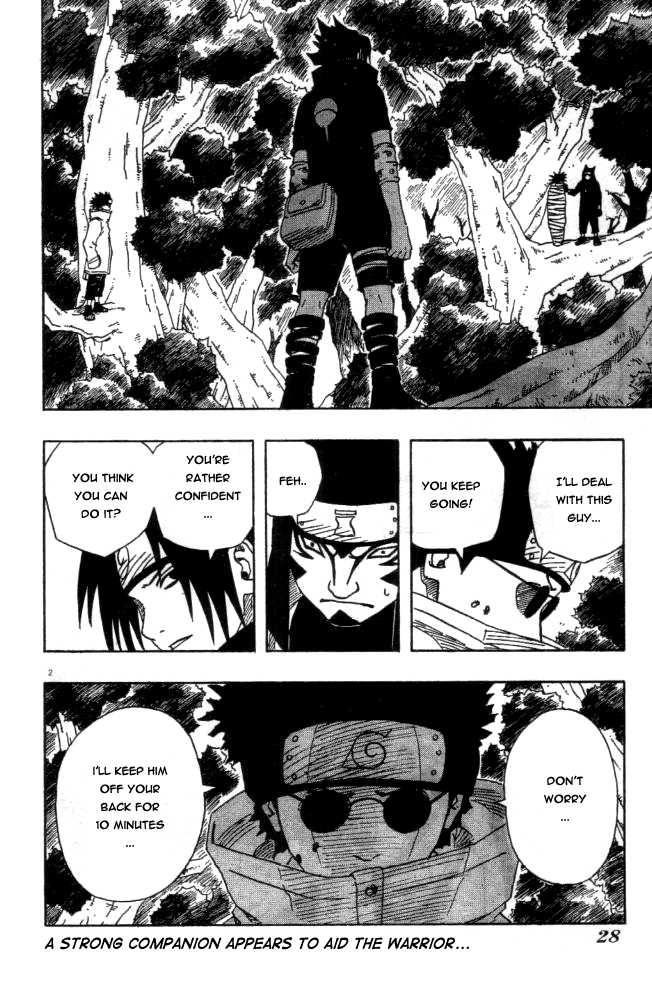 I'LL DEAL
WITH THIS
GUY...
YOU KEEP
GOING!
FEH..
YOU'RE
RATHER
CONFIDENT
...
YOU THINK
YOU CAN
DO IT?
2
DON'T
WORRY
...
I'LL KEEP HIM
OFF YOUR
BACK FOR
10 MINUTES
...
A STRONG COMPANION APPEARS TO AID THE WARRIOR...
28